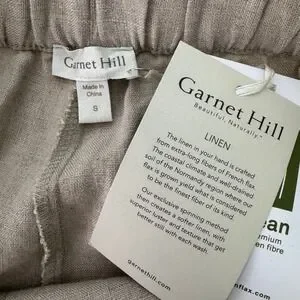 Garnet Hill
Made in
China
S
Garnet Hill
Beautiful, Naturally.™
LINEN
The linen in your hand is crafted
from extra-long fibers of French flax.
The coastal climate and well-drained
soil of the Normandy region where our
flax is grown yield what is considered
to be the finest fiber of its kind.
Our exclusive spinning method
then creates a softer linen, with
superior luster and texture that get
better still with each wash.
garnethill.com
ean
mium
en fibre
nflax.com